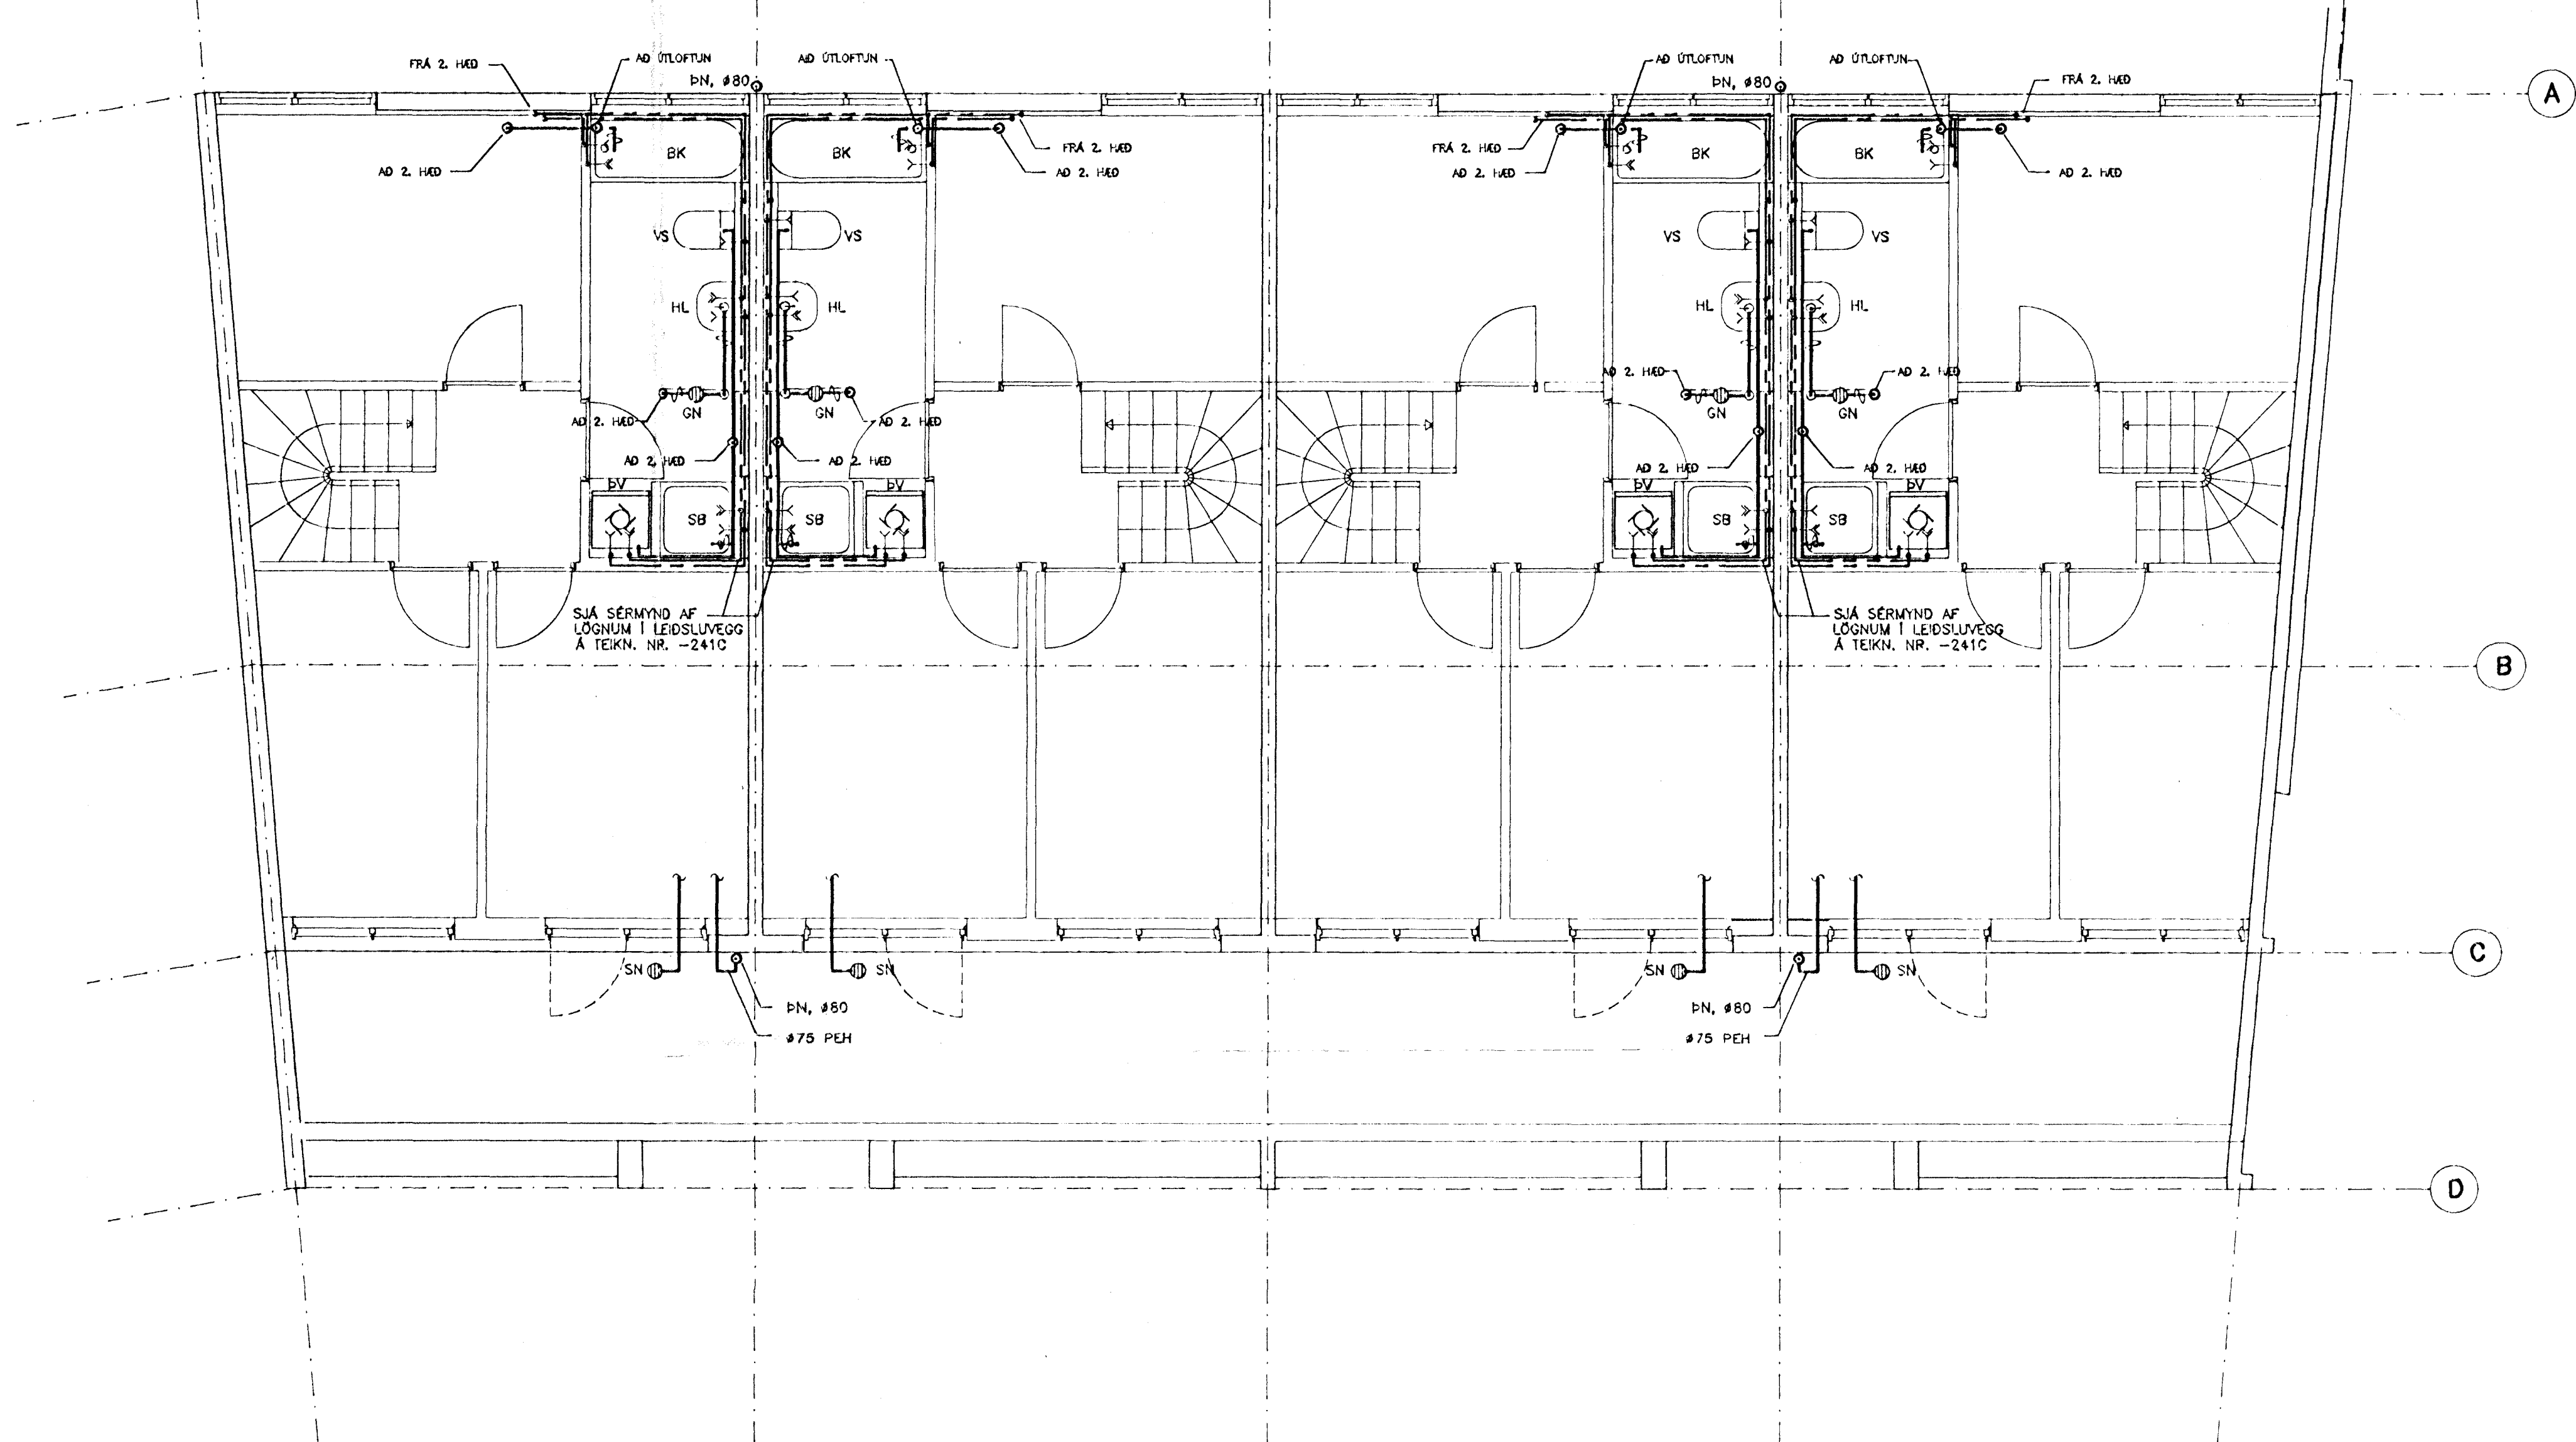 FRÁ 2. HÆÐ
AÐ ÚTLOFTUN
ÞN, ø80
AÐ ÚTLOFTUN
AÐ ÚTLOFTUN
ÞN, ø80
AÐ ÚTLOFTUN
FRÁ 2. HÆÐ
A
AÐ 2. HÆÐ
BK
BK
FRÁ 2. HÆÐ
AÐ 2. HÆÐ
FRÁ 2. HÆÐ
AÐ 2. HÆÐ
BK
BK
AÐ 2. HÆÐ
VS
VS
VS
VS
HL
HL
HL
HL
AÐ 2. HÆÐ
GN
GN
AÐ 2. HÆÐ
AÐ 2. HÆÐ
GN
GN
AÐ 2. HÆÐ
AÐ 2. HÆÐ
AÐ 2. HÆÐ
AÐ 2. HÆÐ
AÐ 2. HÆÐ
ÞV
SB
SB
ÞV
ÞV
SB
SB
ÞV
SJÁ SÉRMYND AF
LÖGNUM Í LEIÐSLUVEGG
Á TEIKN. NR. -241C
SJÁ SÉRMYND AF
LÖGNUM Í LEIÐSLUVEGG
Á TEIKN. NR. -241C
B
C
SN
SN
SN
SN
ÞN, ø80
ø75 PEH
ÞN, ø80
ø75 PEH
D